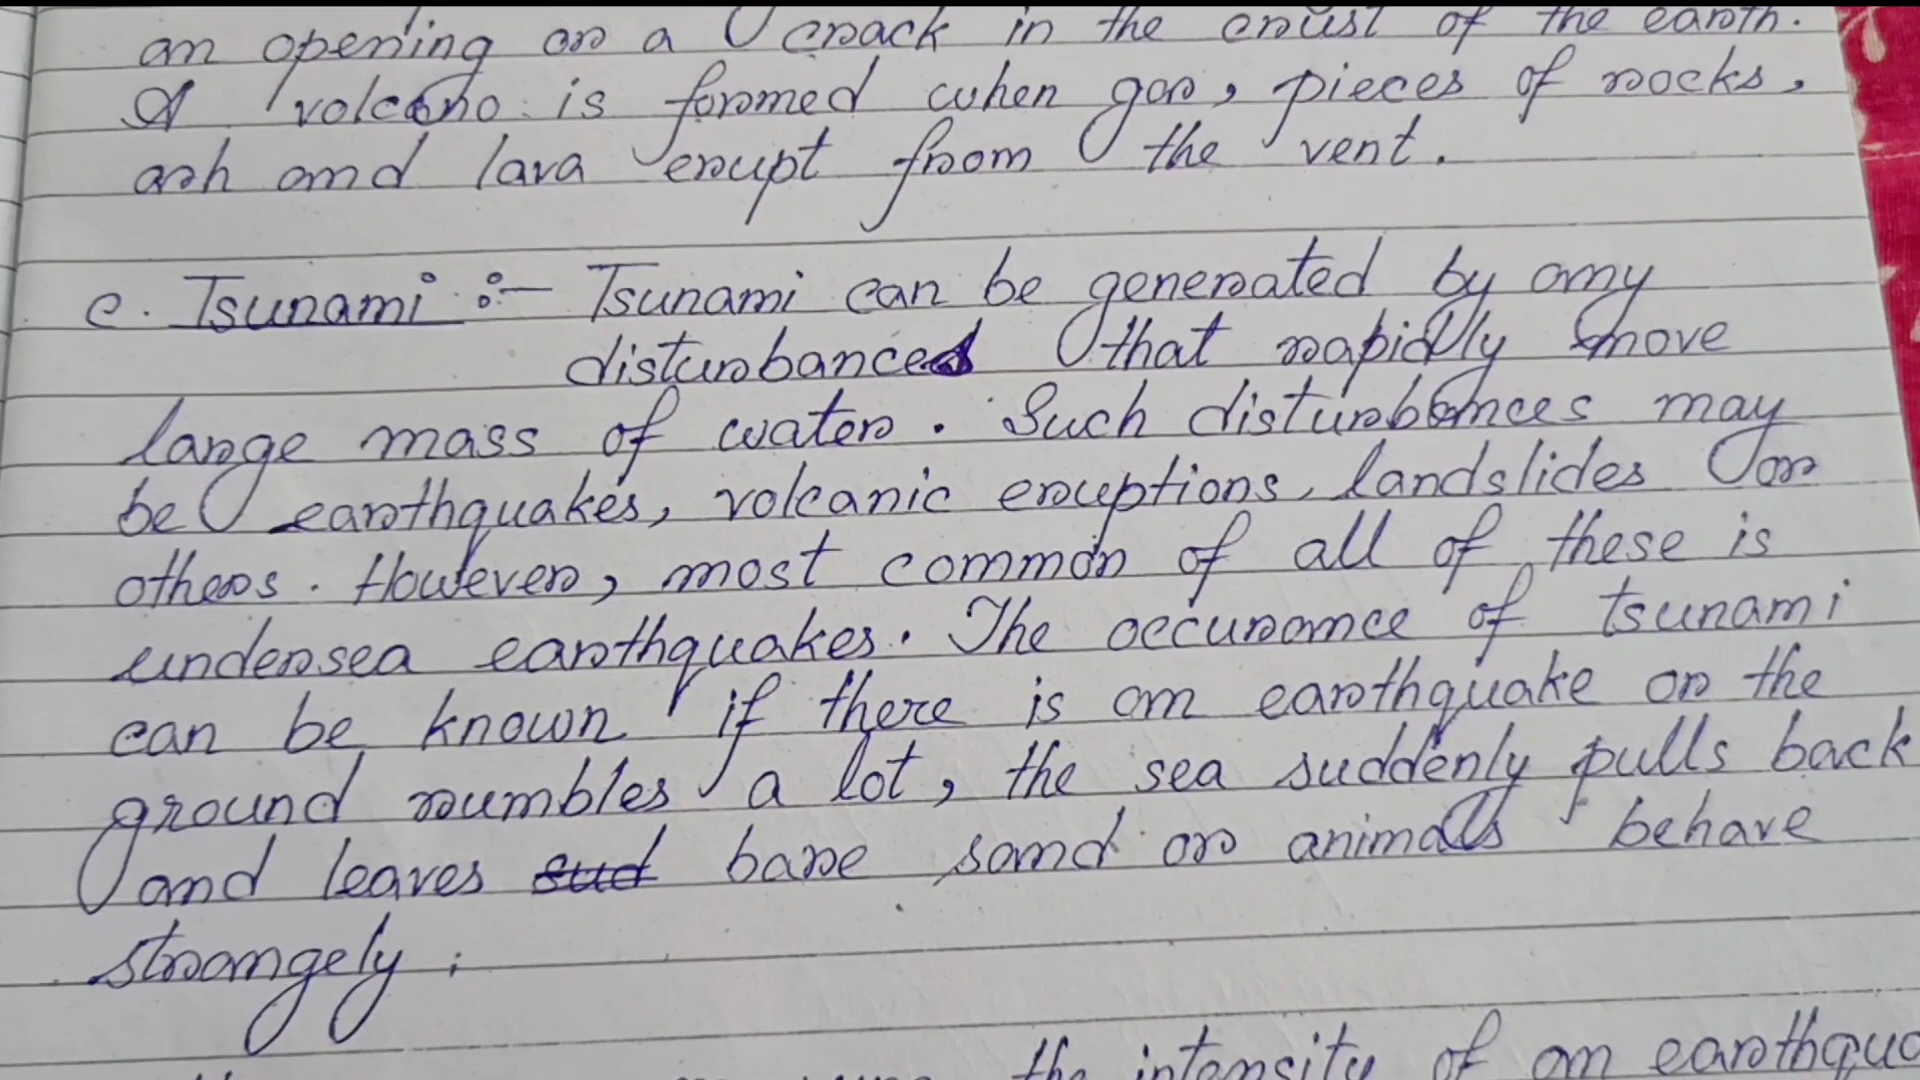 an opening or a crack in the crust of the earth.
A volcano is formed when gas, pieces of rocks,
ash and lava erupt from the vent.
c. Tsunami :- Tsunami can be generated by any
disturbances that rapidly move
large mass of water. Such disturbances may
be earthquakes, volcanic eruptions, landslides or
others. However, most common of all of these is
undersea earthquakes. The occurance of tsunami
can be known if there is an earthquake or the
ground rumbles a lot, the sea suddenly pulls back
and leaves bare sand or animals behave
strangely.
the intensity of an